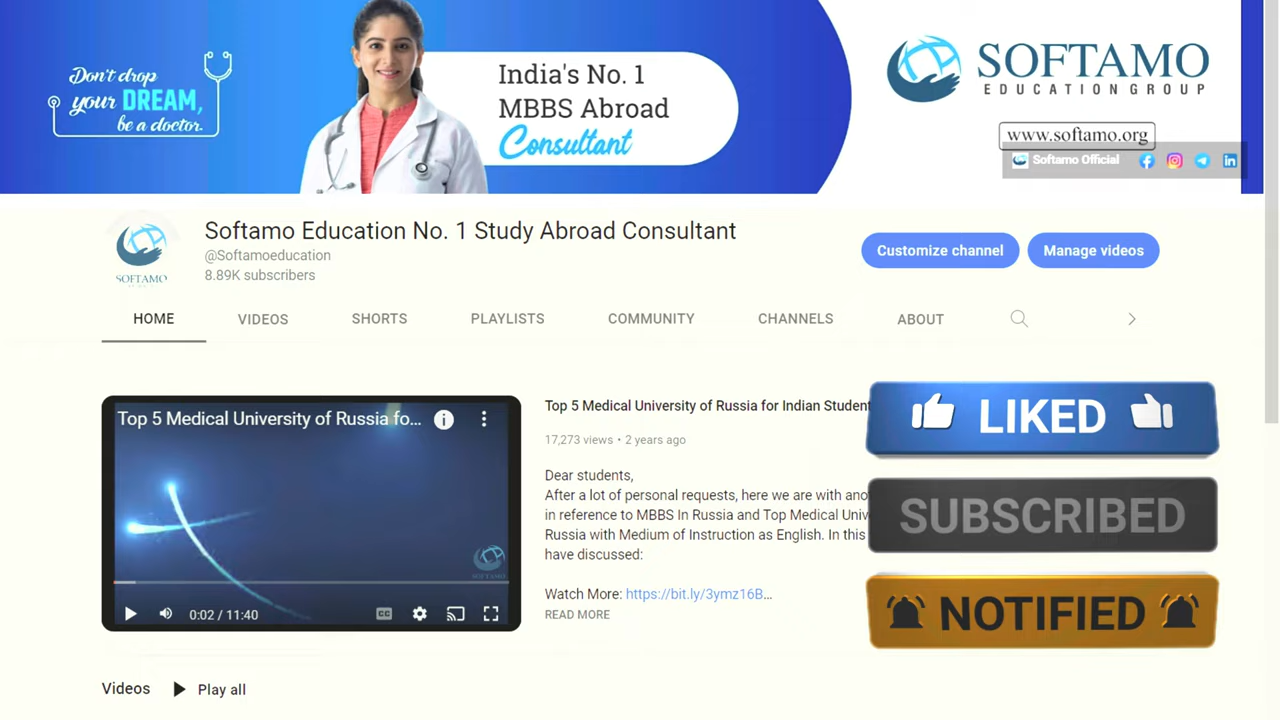 Don't drop
your DREAM,
be a doctor.
India's No. 1
MBBS Abroad
Consultant
SOFTAMO
EDUCATION GROUP
www.softamo.org
Softamo Official
SOFTAMO
Softamo Education No. 1 Study Abroad Consultant
@Softamoeducation
8.89K subscribers
Customize channel
Manage videos
HOME
VIDEOS
SHORTS
PLAYLISTS
COMMUNITY
CHANNELS
ABOUT
Top 5 Medical University of Russia fo...
SOFTAMO
0:02 / 11:40
CC
Top 5 Medical University of Russia for Indian Student
17,273 views • 2 years ago
Dear students,
After a lot of personal requests, here we are with ano
in reference to MBBS In Russia and Top Medical Univ
Russia with Medium of Instruction as English. In this
have discussed:
Watch More: https://bit.ly/3ymz16B...
READ MORE
LIKED
SUBSCRIBED
NOTIFIED
Videos
Play all